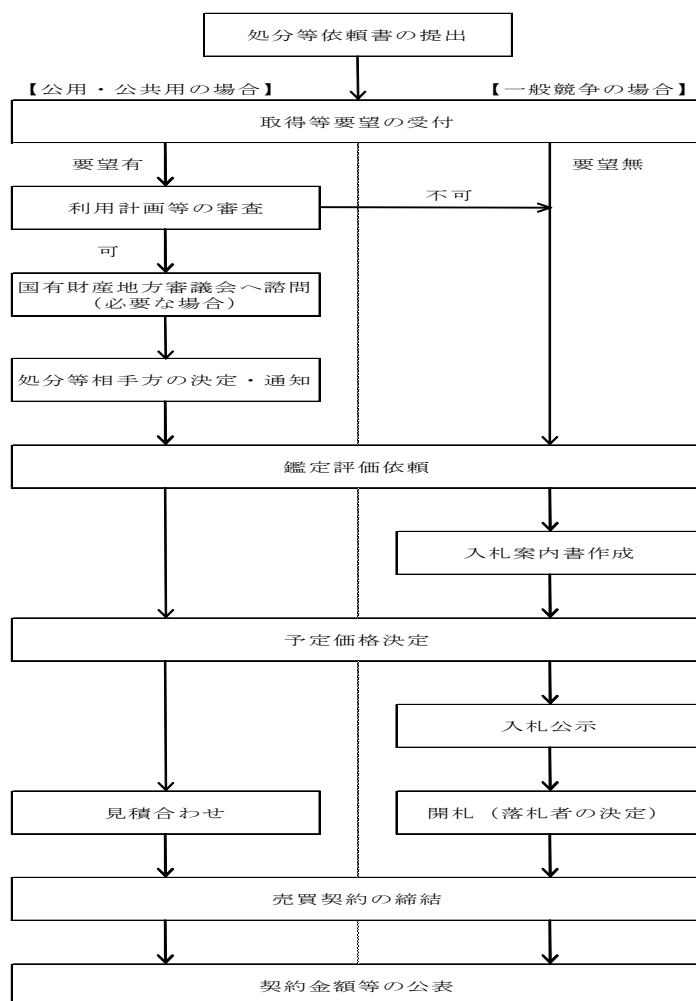 処分等依頼書の提出
【公用・公共用の場合】
【一般競争の場合】
取得等要望の受付
要望有
要望無
利用計画等の審査
不可
可
国有財産地方審議会へ諮問
(必要な場合)
処分等相手方の決定・通知
鑑定評価依頼
入札案内書作成
予定価格決定
入札公示
見積合わせ
開札（落札者の決定）
売買契約の締結
契約金額等の公表